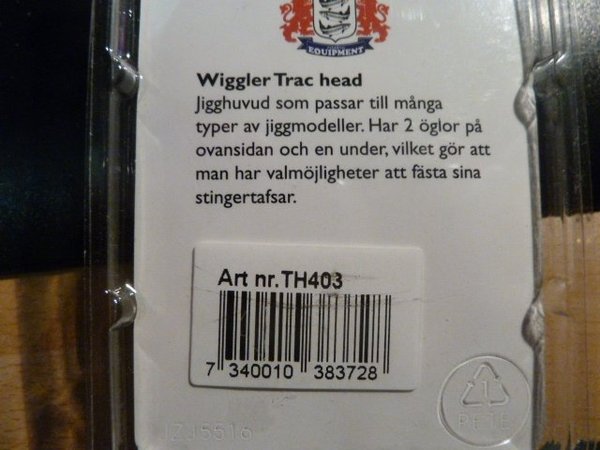 EQUIPMENT
Wiggler Trac head
Jigghuvud som passar till många
typer av jiggmodeller. Har 2 öglor på
ovansidan och en under, vilket gör att
man har valmöjligheter att fästa sina
stingertafsar.
Art nr. TH403
7 340010 383728
1
PETE